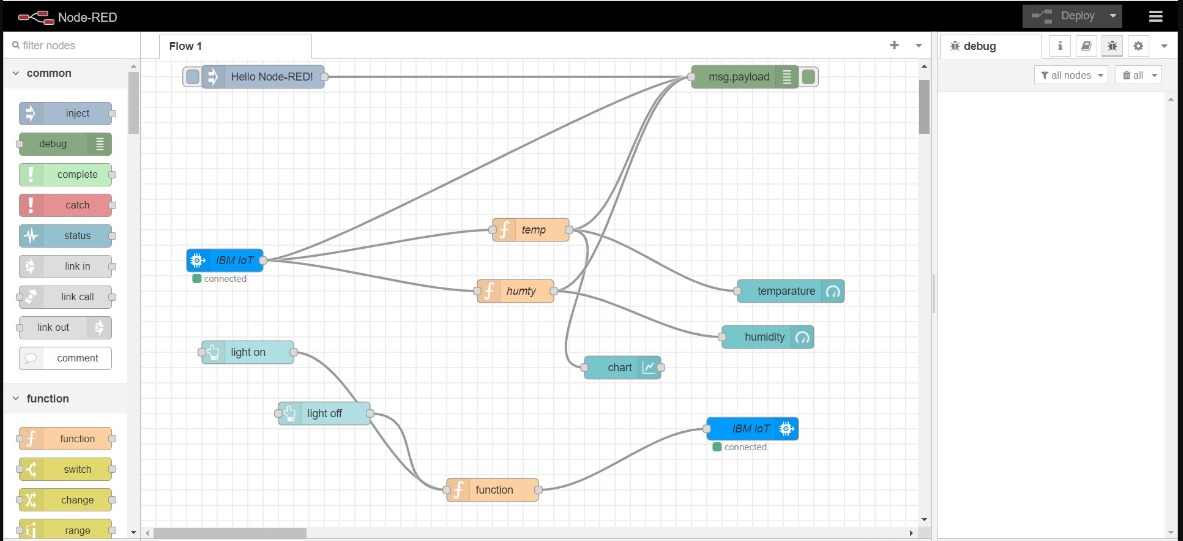 Node-RED
Deploy
filter nodes
Flow 1
debug
i
all nodes
all
common
inject
debug
complete
catch
status
link in
link call
link out
comment
function
function
switch
change
range
Hello Node-RED!
msg.payload
temp
IBM IoT
connected
humty
temparature
humidity
light on
chart
light off
IBM IoT
connected
function